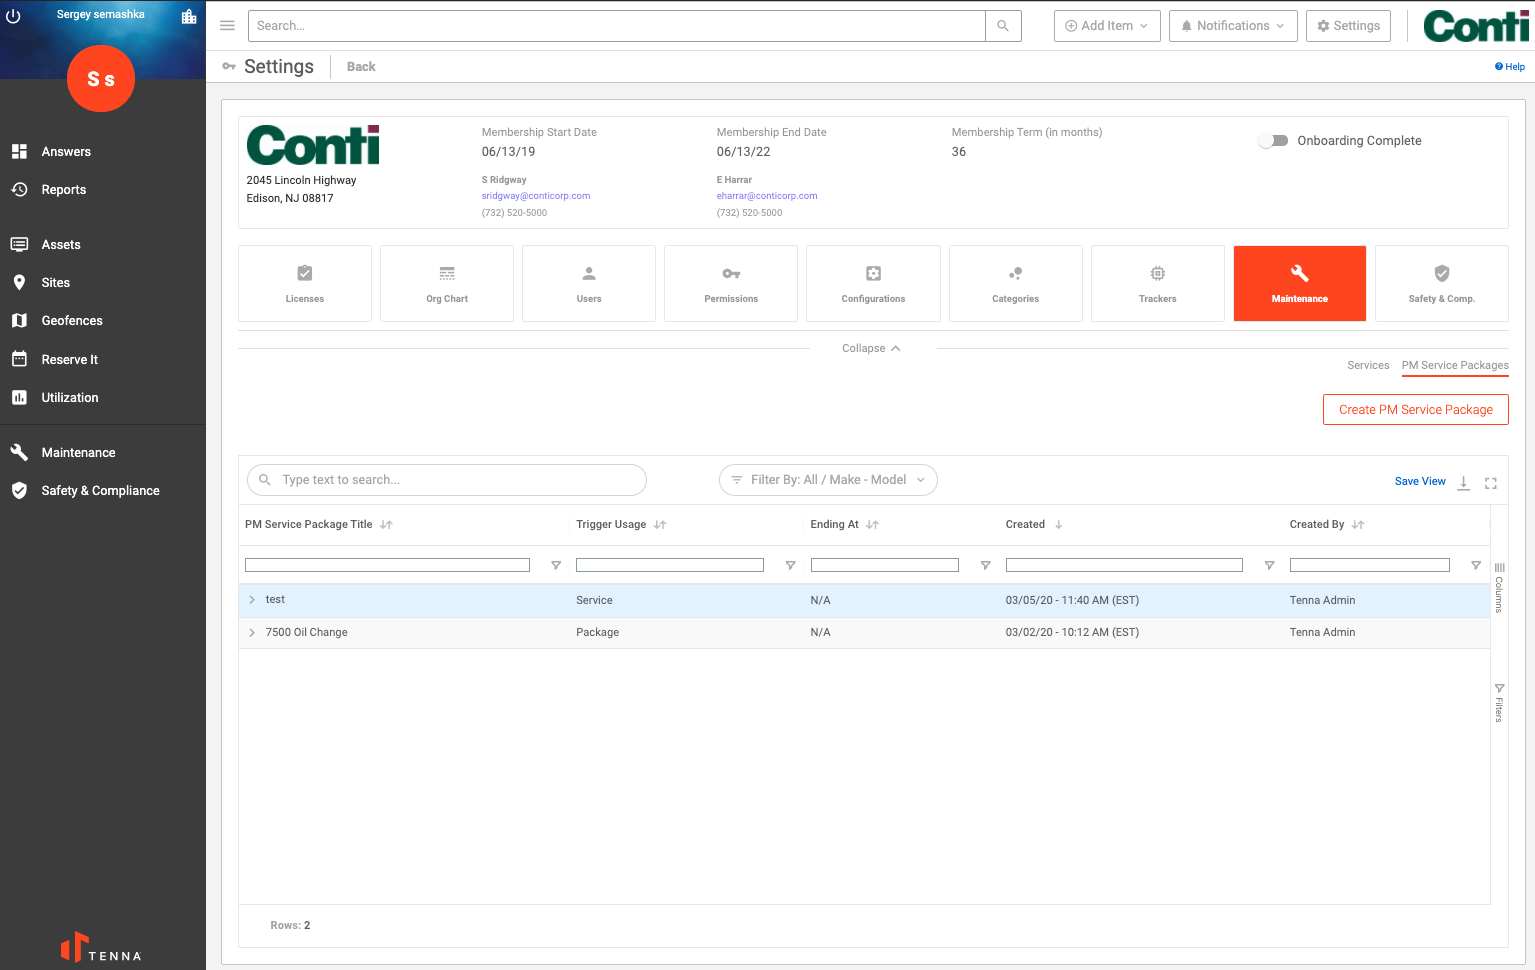 Sergey semashka
S s
Answers
Reports
Assets
Sites
Geofences
Reserve It
Utilization
Maintenance
Safety & Compliance
TENNA
Search...
Add Item
Notifications
Settings
Conti
Settings
Back
Help
Conti
2045 Lincoln Highway
Edison, NJ 08817
Membership Start Date
06/13/19
S Ridgway
sridgway@conticorp.com
(732) 520-5000
Membership End Date
06/13/22
E Harrar
eharrar@conticorp.com
(732) 520-5000
Membership Term (in months)
36
Onboarding Complete
Licenses
Org Chart
Users
Permissions
Configurations
Categories
Trackers
Maintenance
Safety & Comp.
Collapse
Services PM Service Packages
Create PM Service Package
Type text to search...
Filter By: All / Make - Model
Save View
PM Service Package Title Trigger Usage Ending At Created Created By
test Service N/A 03/05/20 - 11:40 AM (EST) Tenna Admin
7500 Oil Change Package N/A 03/02/20 - 10:12 AM (EST) Tenna Admin
Columns
Filters
Rows: 2